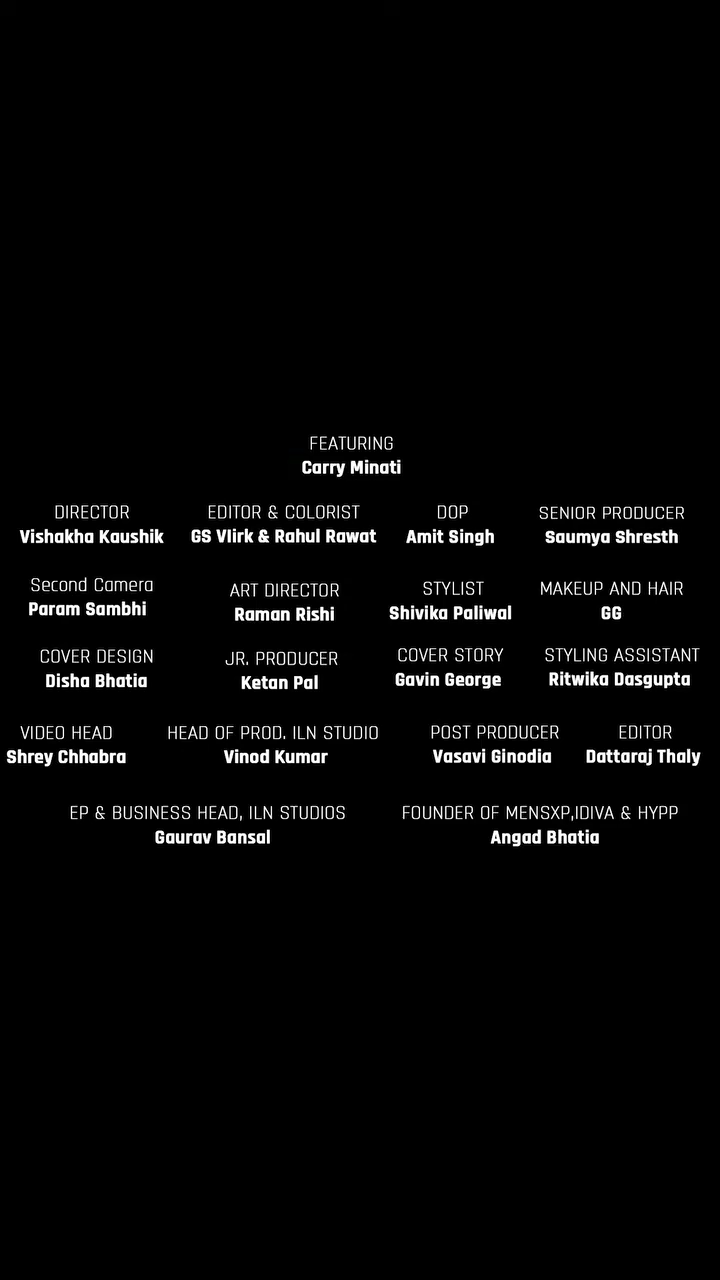 FEATURING
Carry Minati
DIRECTOR EDITOR & COLORIST DOP SENIOR PRODUCER
Vishakha Kaushik GS VIirk & Rahul Rawat Amit Singh Saumya Shresth
Second Camera ART DIRECTOR STYLIST MAKEUP AND HAIR
Param Sambhi Raman Rishi Shivika Paliwal GG
COVER DESIGN JR. PRODUCER COVER STORY STYLING ASSISTANT
Disha Bhatia Ketan Pal Gavin George Ritwika Dasgupta
VIDEO HEAD HEAD OF PROD. ILN STUDIO POST PRODUCER EDITOR
Shrey Chhabra Vinod Kumar Vasavi Ginodia Dattaraj Thaly
EP & BUSINESS HEAD, ILN STUDIOS FOUNDER OF MENSXP,IDIVA & HYPP
Gaurav Bansal Angad Bhatia